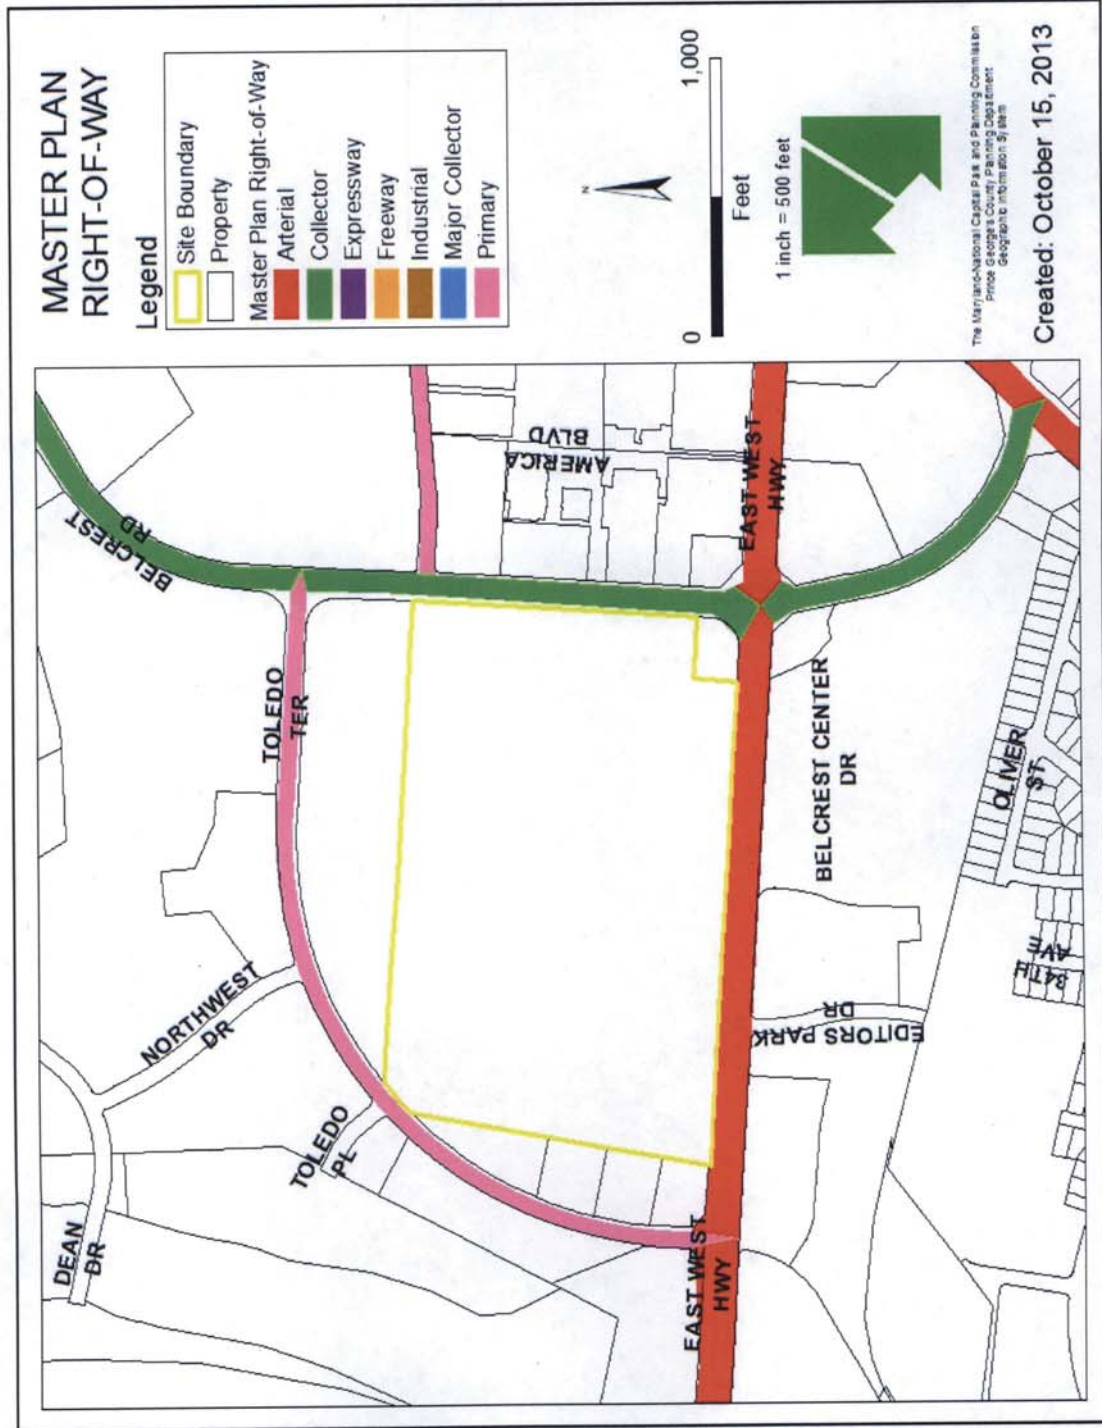 MASTER PLAN
RIGHT-OF-WAY
Legend
Site Boundary
Property
Master Plan Right-of-Way
Arterial
Collector
Expressway
Freeway
Industrial
Major Collector
Primary
N
0
1,000
Feet
1 inch = 500 feet
The Maryland-National Capital Park and Planning Commission
Prince George's County Planning Department
Geographic Information System
Created: October 15, 2013
BELCREST
RD
TOLEDO
TER
AMERICA
BLVD
NORTHWEST
DR
TOLEDO
PL
DEAN
DR
EAST WEST
HWY
EAST WEST
HWY
BELCREST CENTER
DR
EDITORS PARK
DR
OLIVER
ST
34TH
AVE